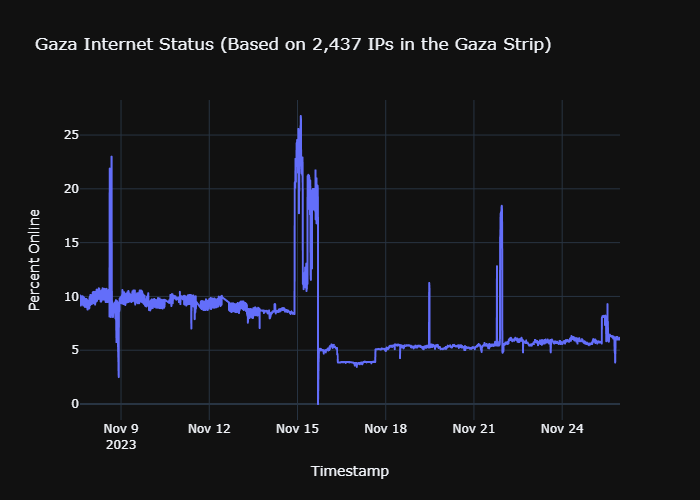 Gaza Internet Status (Based on 2,437 IPs in the Gaza Strip)
25
20
15
10
5
0
Percent Online
Nov 9
2023
Nov 12
Nov 15
Nov 18
Nov 21
Nov 24
Timestamp